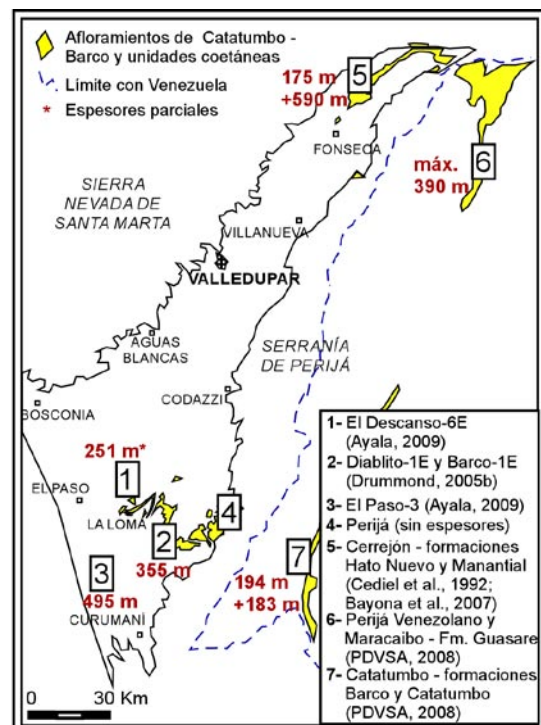 Afloramientos de Catatumbo -
Barco y unidades coetáneas
Límite con Venezuela
* Espesores parciales
175 m
+590 m
5
FONSECA
6
máx.
390 m
SIERRA
NEVADA DE
SANTA MARTA
VILLANUEVA
VALLEDUPAR
AGUAS
BLANCAS
SERRANÍA
DE PERIJÁ
CODAZZI
BOSCONIA
251 m*
1
EL PASO
LA LOMA
2
355 m
4
3
495 m
CURUMANÍ
7
194 m
+183 m
0
30 Km
1- El Descanso-6E
(Ayala, 2009)
2- Diablito-1E y Barco-1E
(Drummond, 2005b)
3- El Paso-3 (Ayala, 2009)
4- Perijá (sin espesores)
5- Cerrejón - formaciones
Hato Nuevo y Manantial
(Cediel et al., 1992;
Bayona et al., 2007)
6- Perijá Venezolano y
Maracaibo - Fm. Guasare
(PDVSA, 2008)
7- Catatumbo - formaciones
Barco y Catatumbo
(PDVSA, 2008)